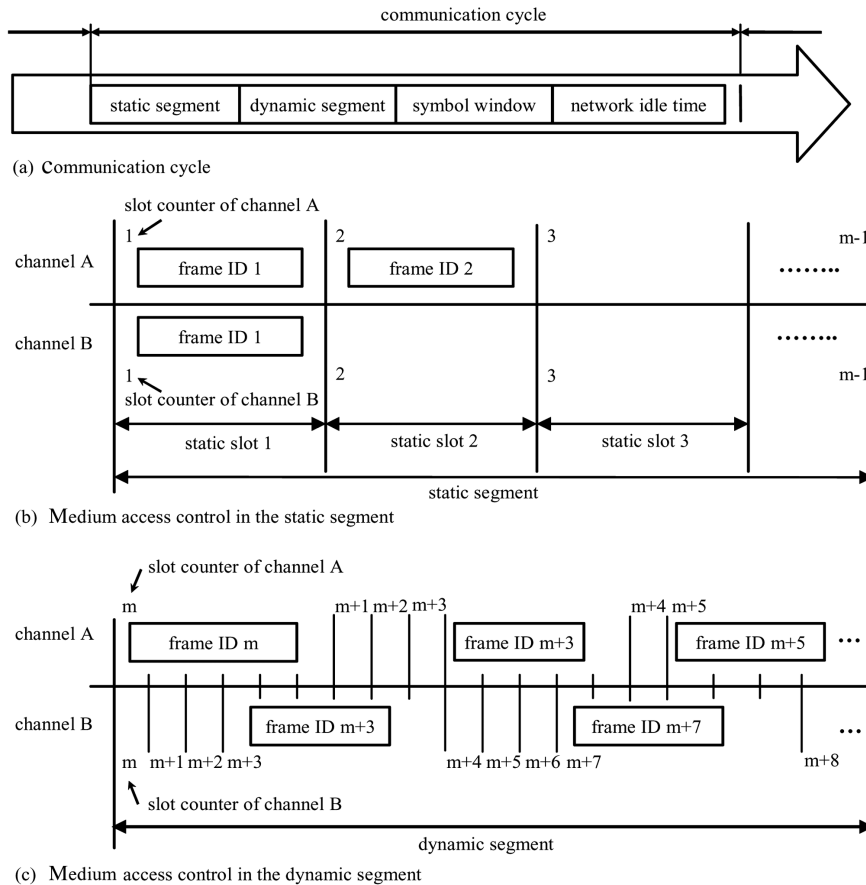 communication cycle
static segment dynamic segment symbol window network idle time
(a) Communication cycle
slot counter of channel A
1 2 3 m-1
channel A frame ID 1 frame ID 2 ........
channel B frame ID 1 ........
1 2 3 m-1
slot counter of channel B
static slot 1 static slot 2 static slot 3
static segment
(b) Medium access control in the static segment
slot counter of channel A
m m+1 m+2 m+3 m+4 m+5
channel A frame ID m frame ID m+3 frame ID m+5 ...
channel B frame ID m+3 frame ID m+7 ...
m m+1 m+2 m+3 m+4 m+5 m+6 m+7 m+8
slot counter of channel B
dynamic segment
(c) Medium access control in the dynamic segment